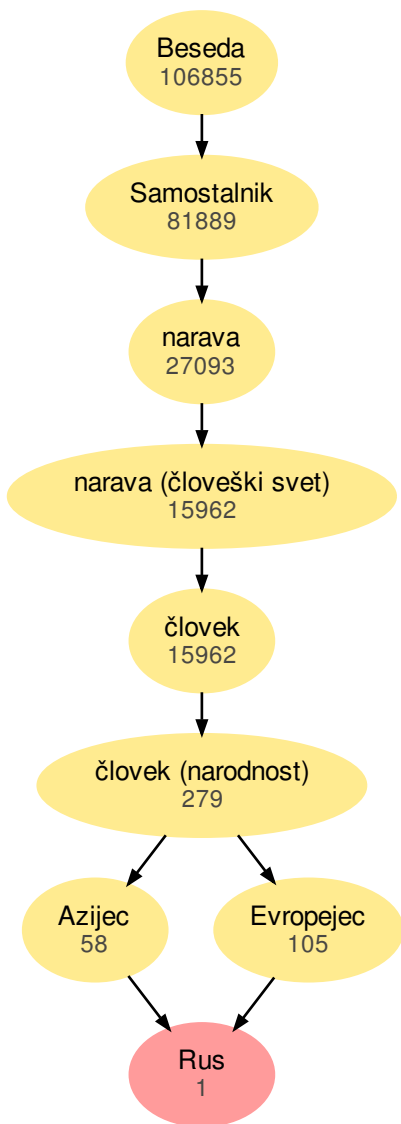 Beseda
106855
Samostalnik
81889
narava
27093
narava (človeški svet)
15962
človek
15962
človek (narodnost)
279
Azijec
58
Evropejec
105
Rus
1